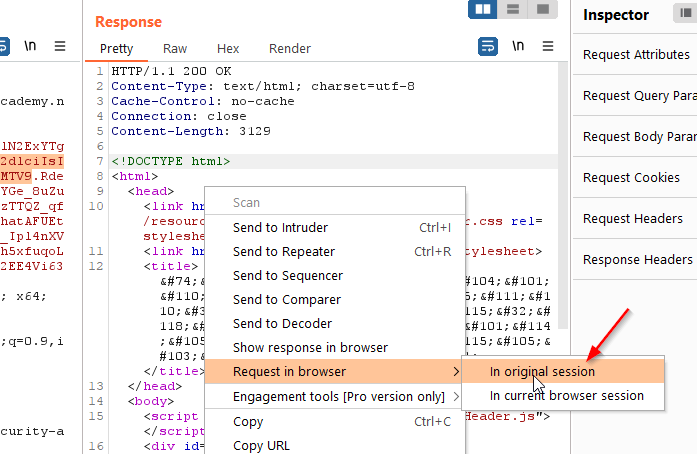 \n
cademy.n
lN2ExYTg
2dlciIsI
MTV9.Rde
YGe_8uZu
zTTQZ_qf
hatAFUEt
_Ip14nXV
h5xfuqoL
2EE4Vi63
; x64;
;q=0.9,i
curity-a
Response
Pretty Raw Hex Render
\n
1 HTTP/1.1 200 OK
2 Content-Type: text/html; charset=utf-8
3 Cache-Control: no-cache
4 Connection: close
5 Content-Length: 3129
6
7 <!DOCTYPE html>
8 <html>
9 <head>
10 <link hr
/resour er.css rel=
stylesh
11 <link h tylesheet>
12 <title>
&#74;& #104;&#101;
&#110; 6;&#111;&#1
10;&#3 115;&#32;&#
118;&# #101;&#114
;&#105 115;&#105;&
#103;&
</title>
13 </head>
14 <body>
15 <script Header.js">
</script
16 <div id=
Scan
Send to Intruder Ctrl+I
Send to Repeater Ctrl+R
Send to Sequencer
Send to Comparer
Send to Decoder
Show response in browser
Request in browser >
Engagement tools [Pro version only] >
Copy Ctrl+C
Copy URL
In original session
In current browser session
Inspector
Request Attributes
Request Query Para
Request Body Param
Request Cookies
Request Headers
Response Headers